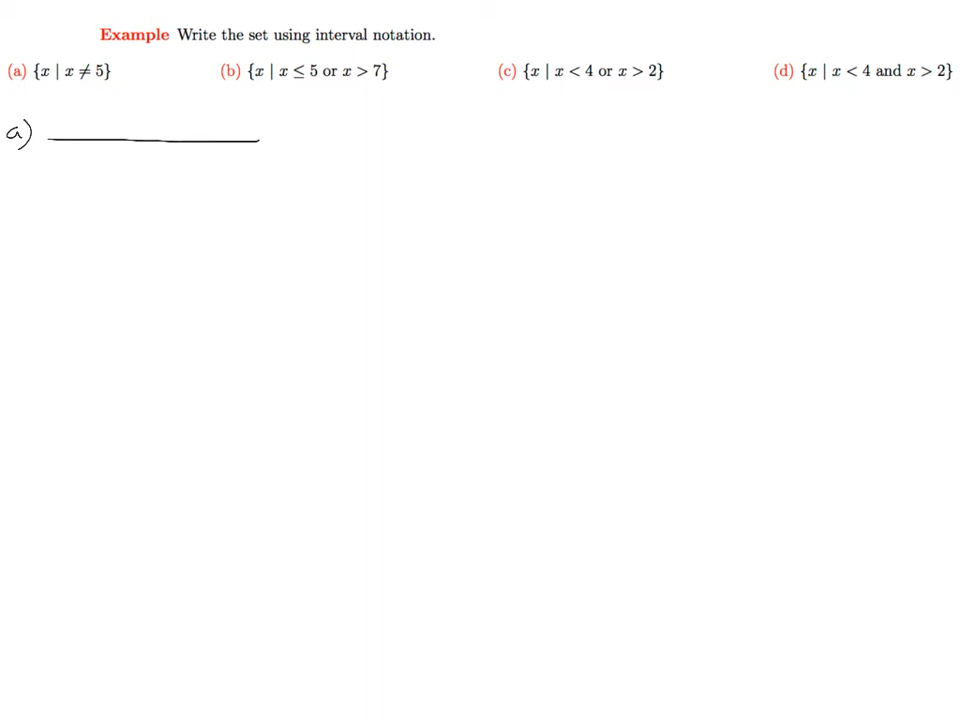 Example Write the set using interval notation.
(a) {x | x ≠ 5} (b) {x | x ≤ 5 or x > 7} (c) {x | x < 4 or x > 2} (d) {x | x < 4 and x > 2}
a)